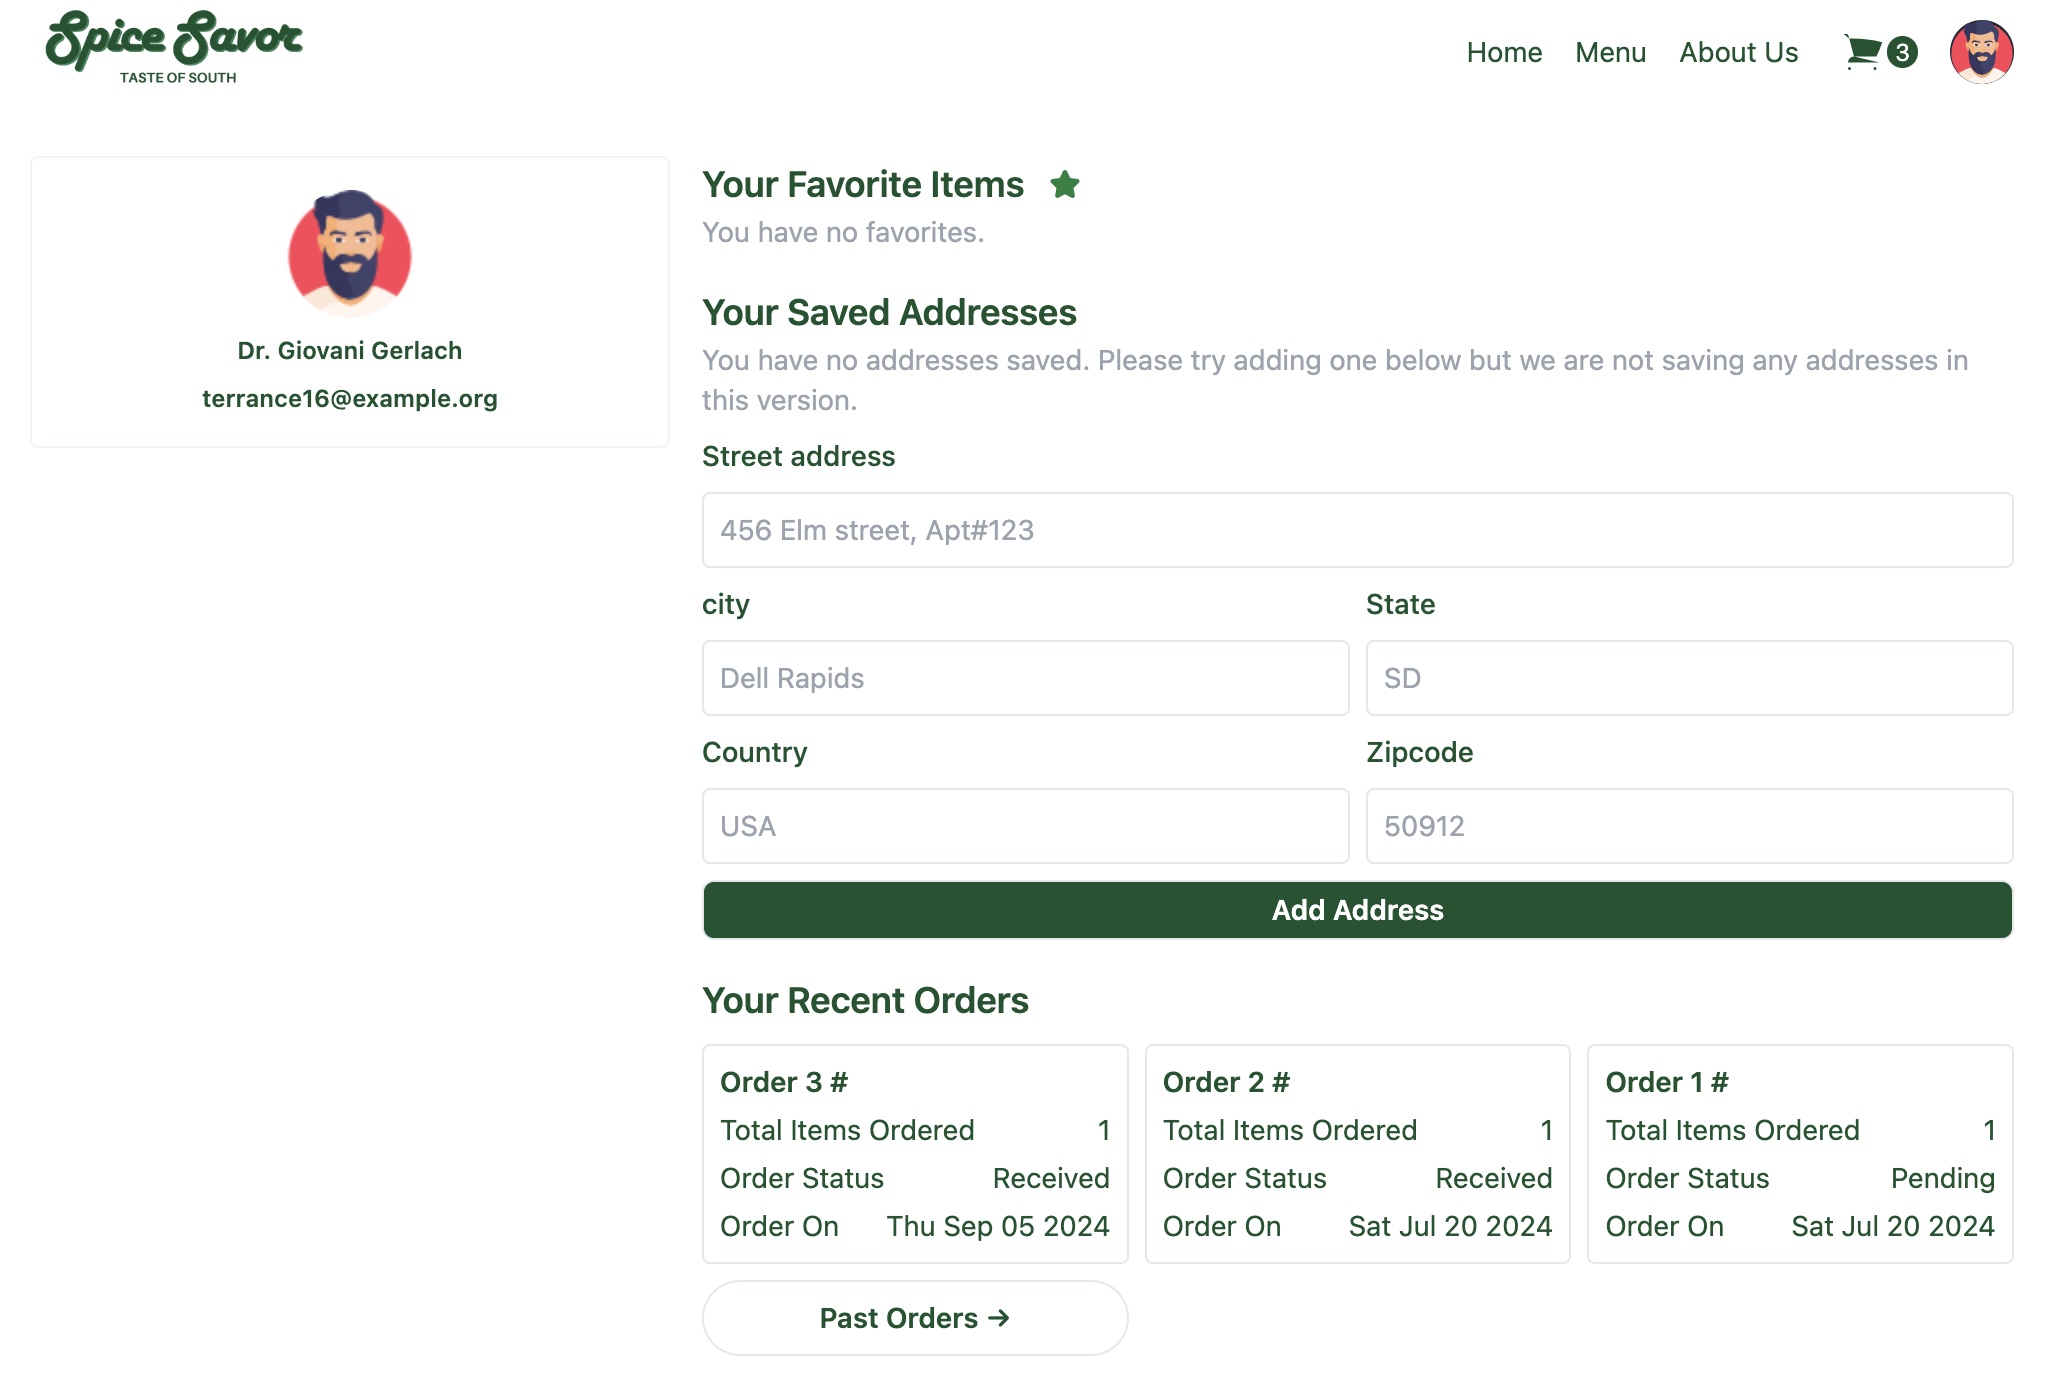 Spice Savor
TASTE OF SOUTH
Home Menu About Us 3
Dr. Giovani Gerlach
terrance16@example.org
Your Favorite Items
You have no favorites.
Your Saved Addresses
You have no addresses saved. Please try adding one below but we are not saving any addresses in
this version.
Street address
456 Elm street, Apt#123
city State
Dell Rapids SD
Country Zipcode
USA 50912
Add Address
Your Recent Orders
Order 3 #
Total Items Ordered 1
Order Status Received
Order On Thu Sep 05 2024
Order 2 #
Total Items Ordered 1
Order Status Received
Order On Sat Jul 20 2024
Order 1 #
Total Items Ordered 1
Order Status Pending
Order On Sat Jul 20 2024
Past Orders →